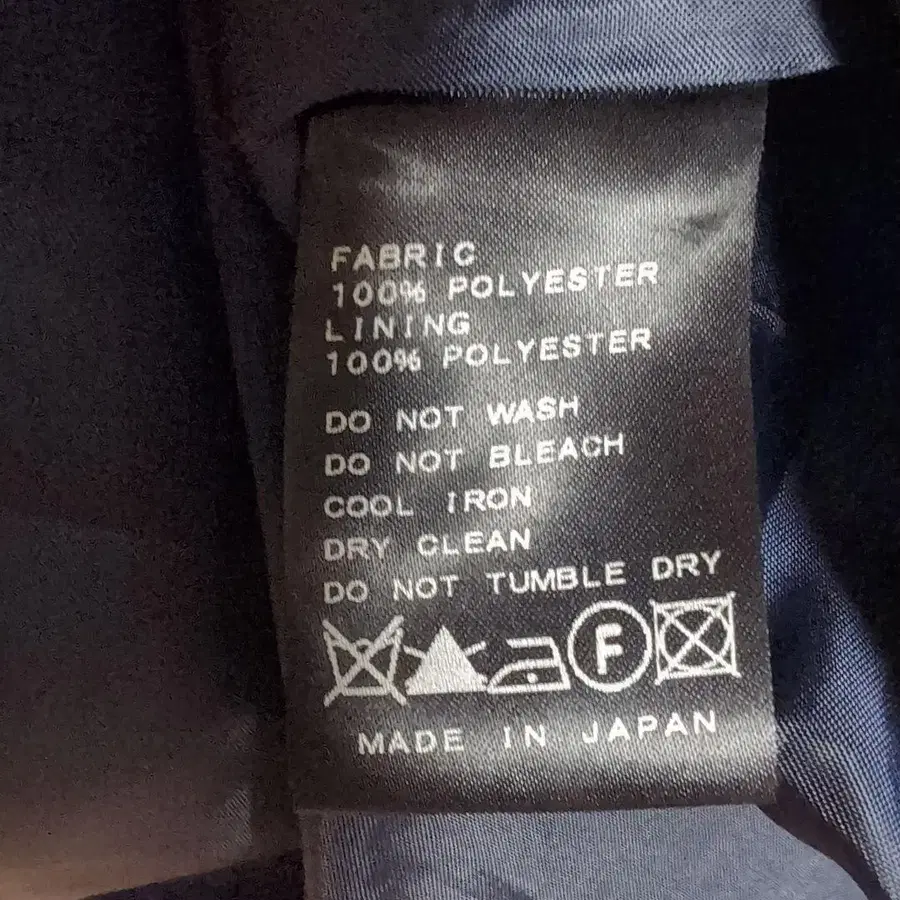 FABRIC
100% POLYESTER
LINING
100% POLYESTER
DO NOT WASH
DO NOT BLEACH
COOL IRON
DRY CLEAN
DO NOT TUMBLE DRY
F
MADE IN JAPAN